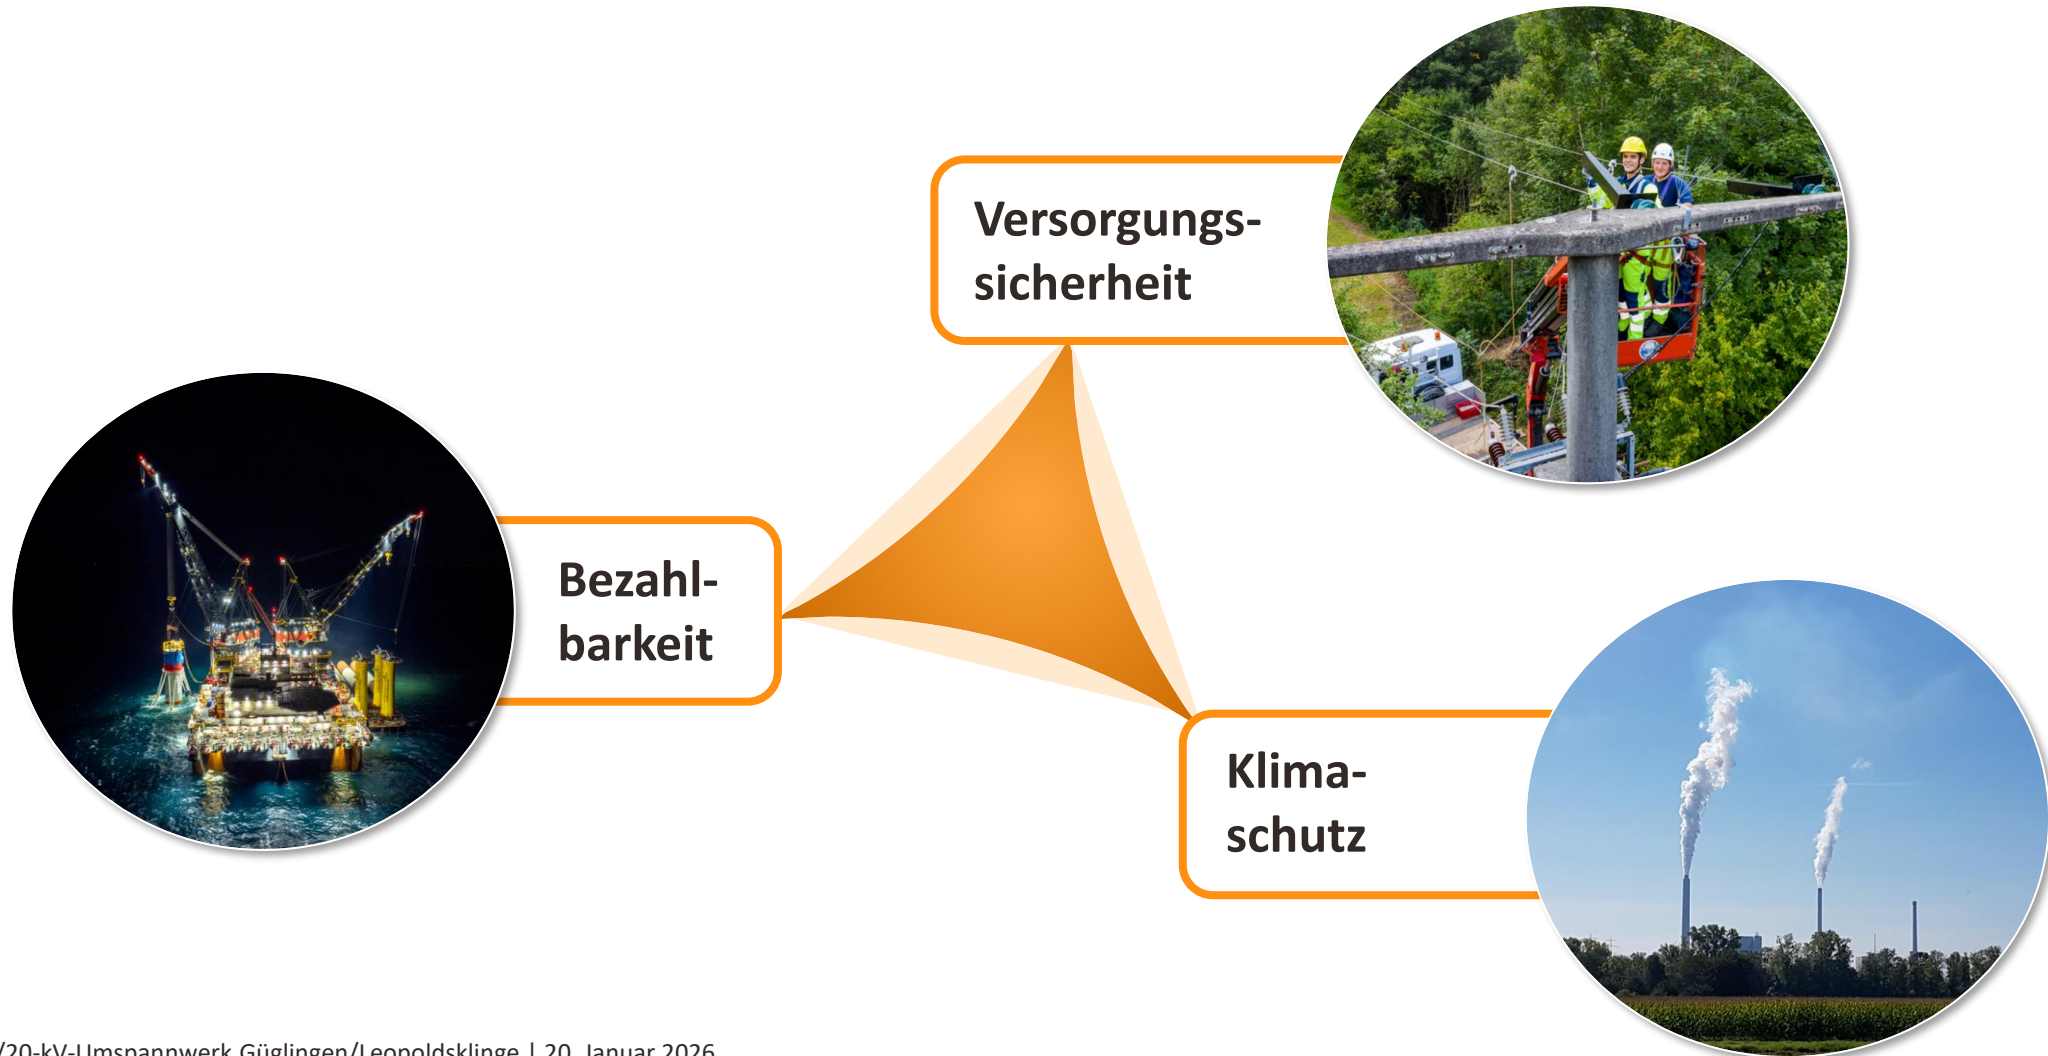 Versorgungs-
sicherheit
Bezahl-
barkeit
Klima-
schutz
/20-kV-Umspannwerk Güglingen/Leopoldsklinge | 20. Januar 2026